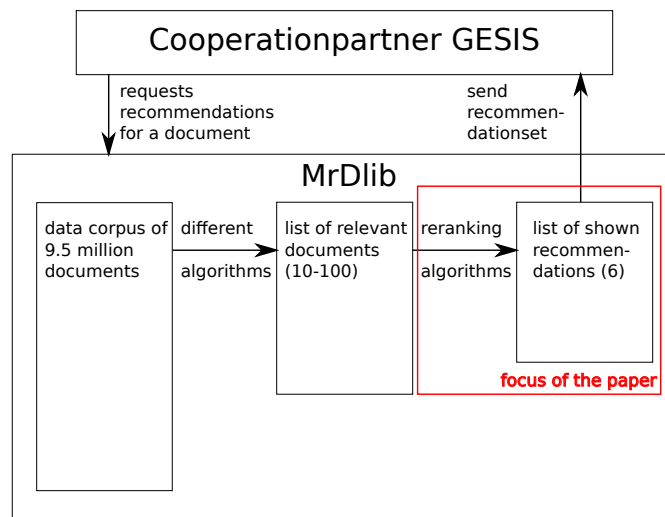 Cooperationpartner GESIS
requests
recommendations
for a document
send
recommen-
dationset
MrDlib
data corpus of
9.5 million
documents
different
algorithms
list of relevant
documents
(10-100)
reranking
algorithms
list of shown
recommen-
dations (6)
focus of the paper